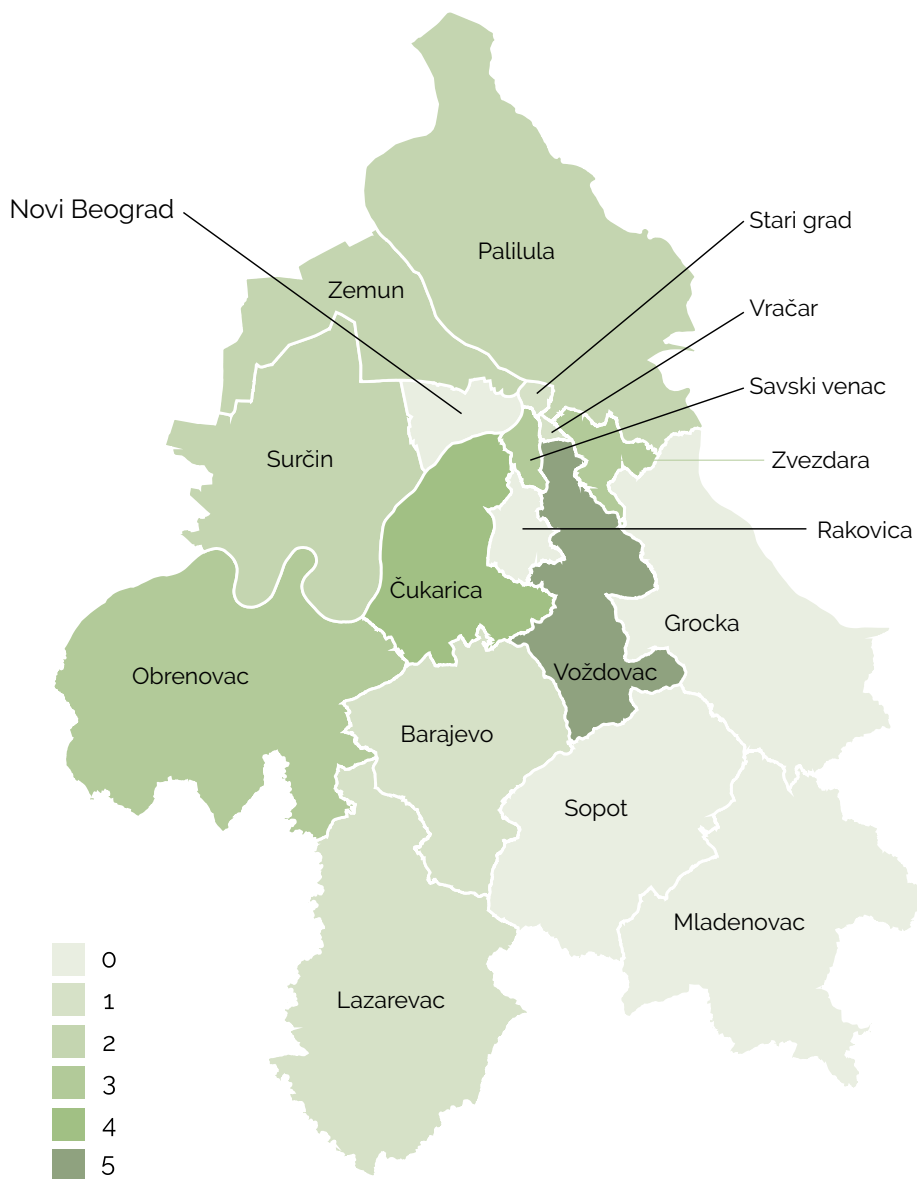 Novi Beograd
Stari grad
Palilula
Zemun
Vračar
Savski venac
Surčin
Zvezdara
Rakovica
Čukarica
Grocka
Obrenovac
Voždovac
Barajevo
Sopot
Mladenovac
Lazarevac
0
1
2
3
4
5